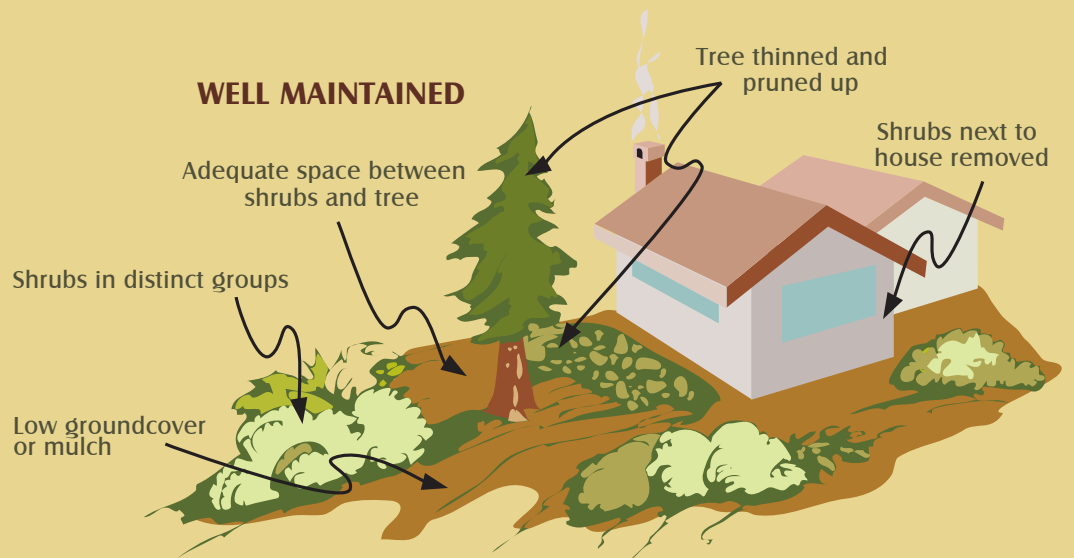 WELL MAINTAINED
Tree thinned and
pruned up
Shrubs next to
house removed
Adequate space between
shrubs and tree
Shrubs in distinct groups
Low groundcover
or mulch